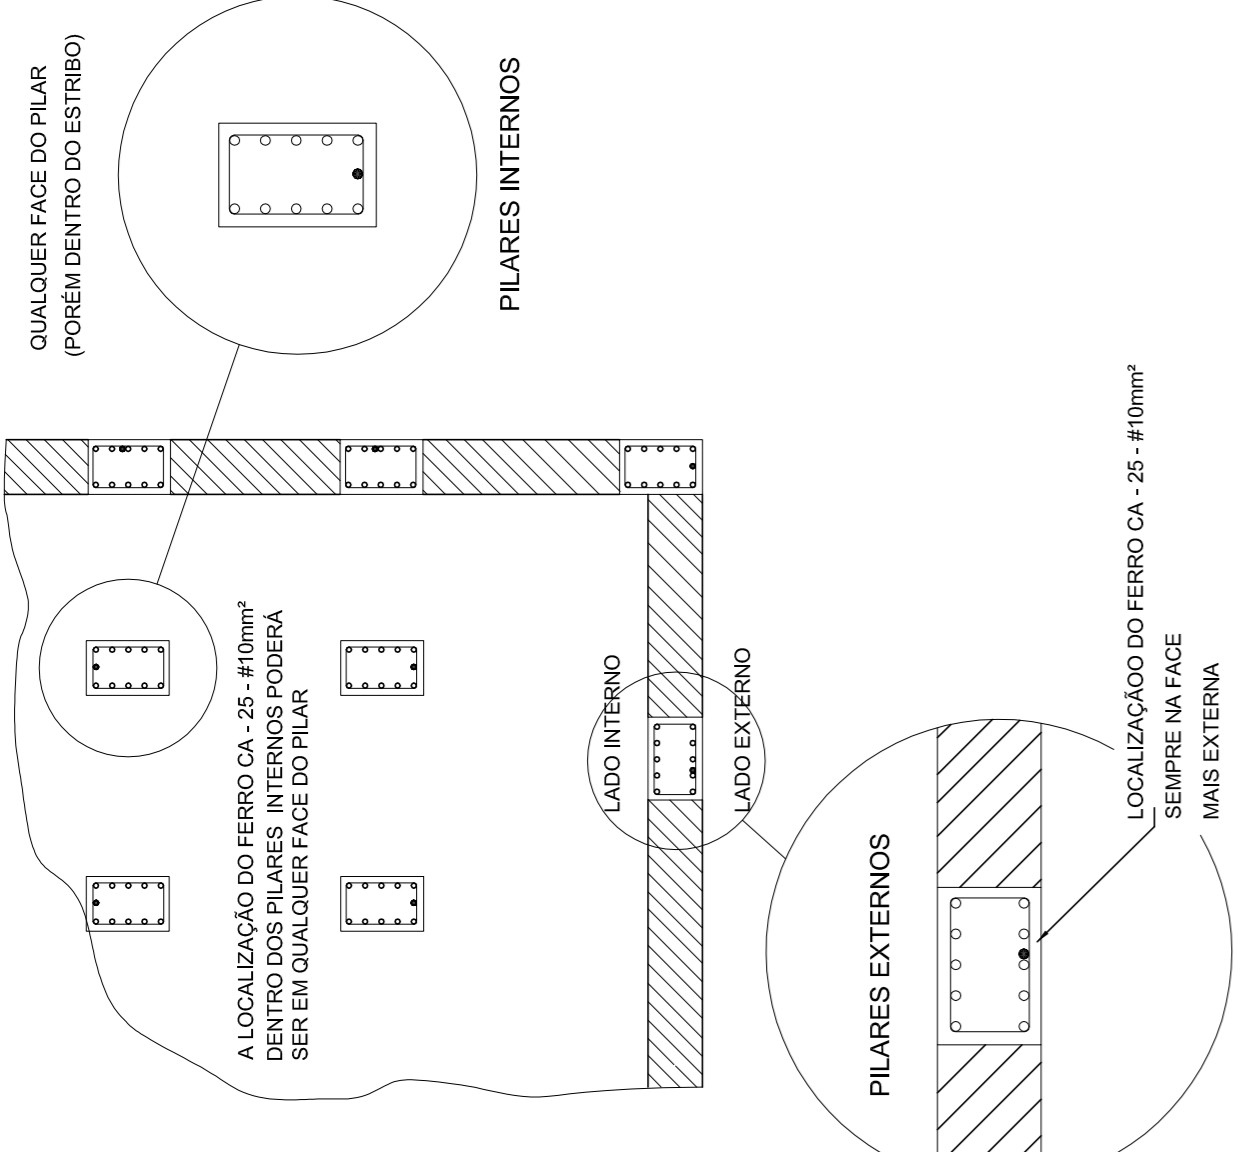 QUALQUER FACE DO PILAR
(PORÉM DENTRO DO ESTRIBO)
PILARES INTERNOS
A LOCALIZAÇÃO DO FERRO CA - 25 - #10mm²
DENTRO DOS PILARES INTERNOS PODERÁ
SER EM QUALQUER FACE DO PILAR
LADO INTERNO
LADO EXTERNO
PILARES EXTERNOS
LOCALIZAÇÃOO DO FERRO CA - 25 - #10mm²
SEMPRE NA FACE
MAIS EXTERNA